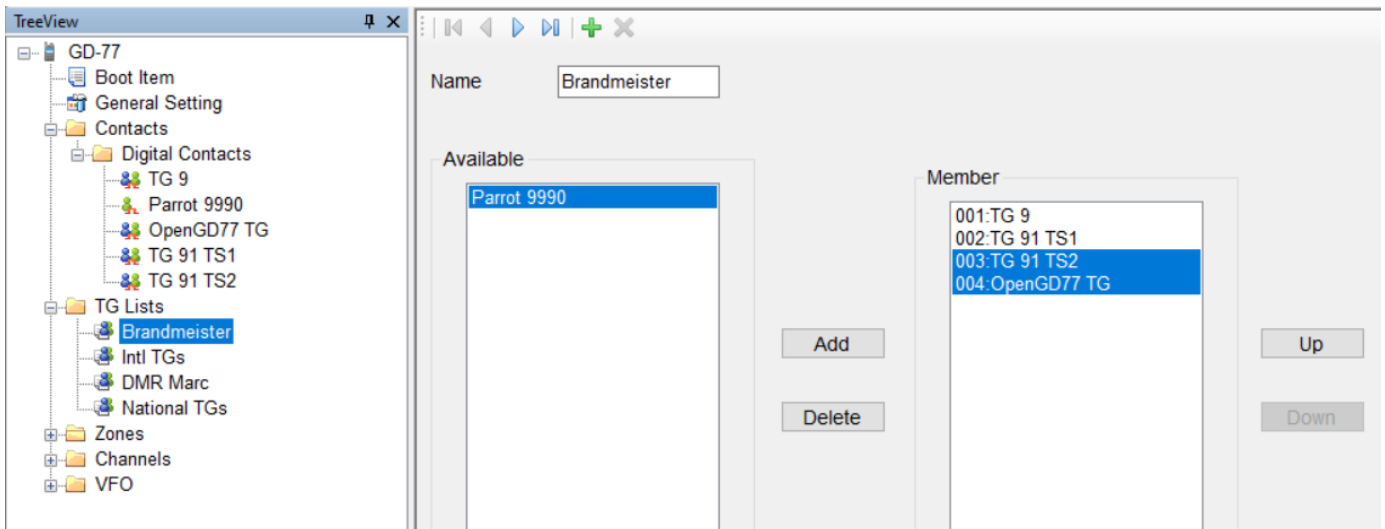 TreeView
GD-77
Boot Item
General Setting
Contacts
Digital Contacts
TG 9
Parrot 9990
OpenGD77 TG
TG 91 TS1
TG 91 TS2
TG Lists
Brandmeister
Intl TGs
DMR Marc
National TGs
Zones
Channels
VFO
Name Brandmeister
Available
Parrot 9990
Add
Delete
Member
001:TG 9
002:TG 91 TS1
003:TG 91 TS2
004:OpenGD77 TG
Up
Down